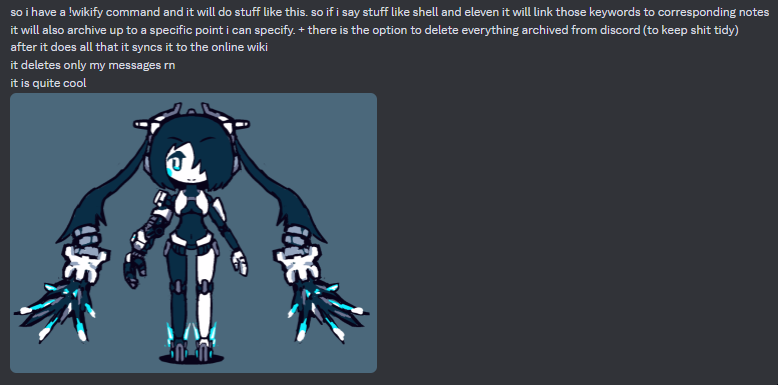 so i have a !wikify command and it will do stuff like this. so if i say stuff like shell and eleven it will link those keywords to corresponding notes
it will also archive up to a specific point i can specify. + there is the option to delete everything archived from discord (to keep shit tidy)
after it does all that it syncs it to the online wiki
it deletes only my messages rn
it is quite cool